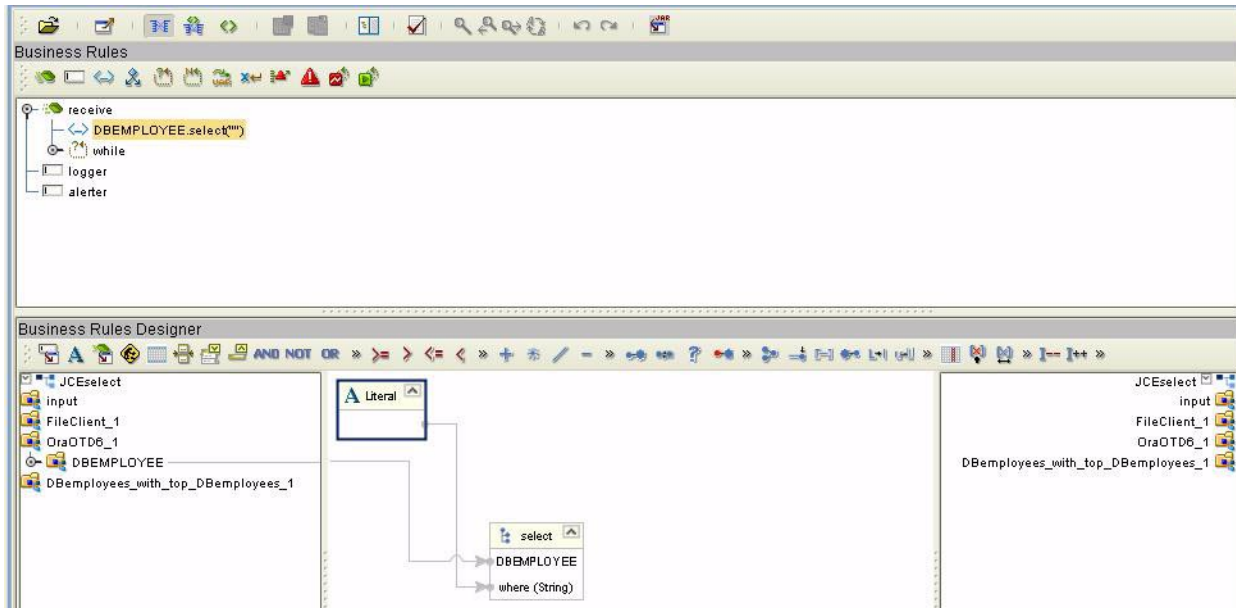 JAR
Business Rules
receive
DBEMPLOYEE.select("")
while
logger
alerter
Business Rules Designer
A AND NOT OR » >= > <= < » + / - » ? » » » I-- I++ »
JCEselect
input
FileClient_1
OraOTD6_1
DBEMPLOYEE
DBemployees_with_top_DBemployees_1
A Literal
select
DBEMPLOYEE
where (String)
JCEselect
input
FileClient_1
OraOTD6_1
DBemployees_with_top_DBemployees_1